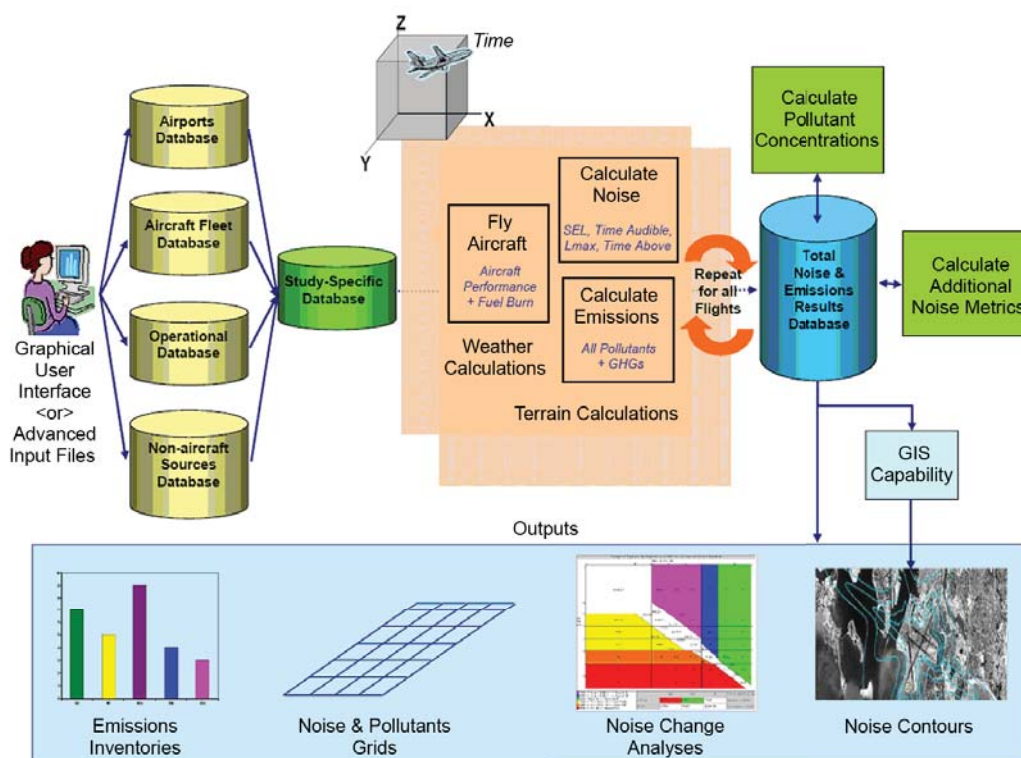 Z
Time
X
Y
Airports
Database
Aircraft Fleet
Database
Operational
Database
Non-aircraft
Sources
Database
Graphical
User
Interface
<or>
Advanced
Input Files
Study-Specific
Database
Fly
Aircraft
Aircraft
Performance
+ Fuel Burn
Calculate
Noise
SEL, Time Audible,
Lmax, Time Above
Calculate
Emissions
All Pollutants
+ GHGs
Weather
Calculations
Terrain Calculations
Repeat
for all
Flights
Calculate
Pollutant
Concentrations
Total
Noise &
Emissions
Results
Database
Calculate
Additional
Noise Metrics
GIS
Capability
Outputs
Emissions
Inventories
Noise & Pollutants
Grids
Noise Change
Analyses
Noise Contours